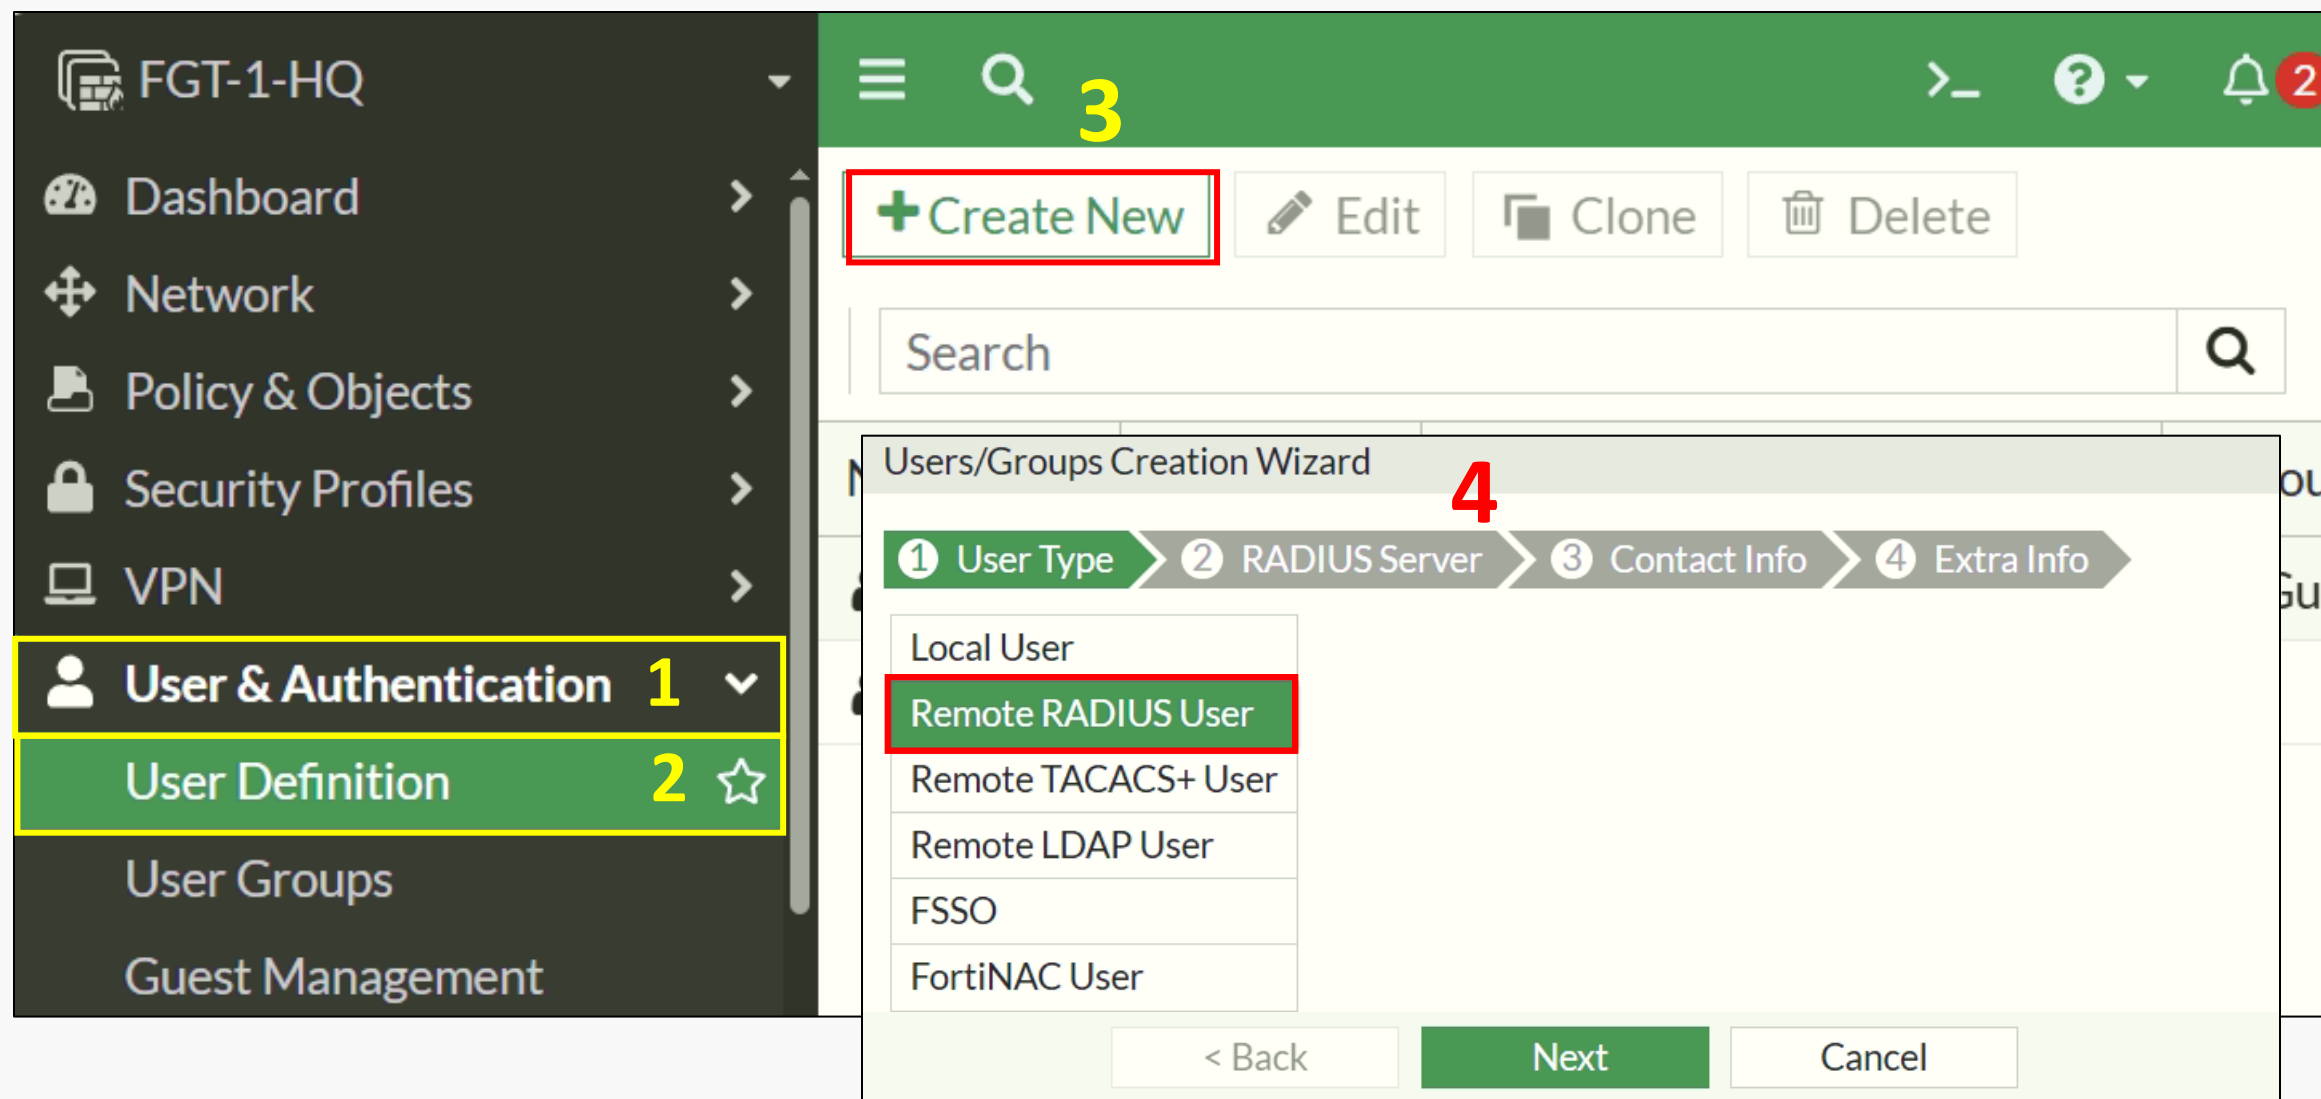 FGT-1-HQ
Dashboard
Network
Policy & Objects
Security Profiles
VPN
User & Authentication 1
User Definition 2
User Groups
Guest Management
>_ ? 2
3
+Create New Edit Clone Delete
Search
Users/Groups Creation Wizard
4
1 User Type 2 RADIUS Server 3 Contact Info 4 Extra Info
Local User
Remote RADIUS User
Remote TACACS+ User
Remote LDAP User
FSSO
FortiNAC User
< Back Next Cancel